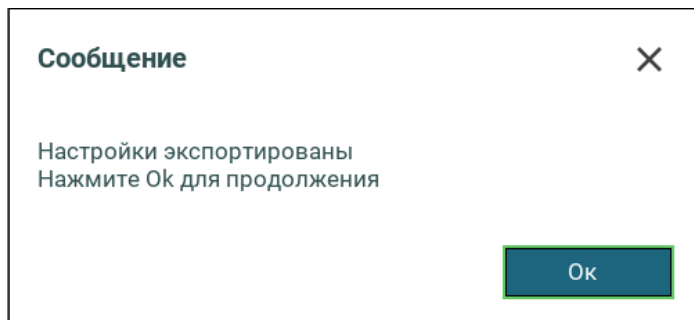 Сообщение
Настройки экспортированы
Нажмите Ok для продолжения
Ок